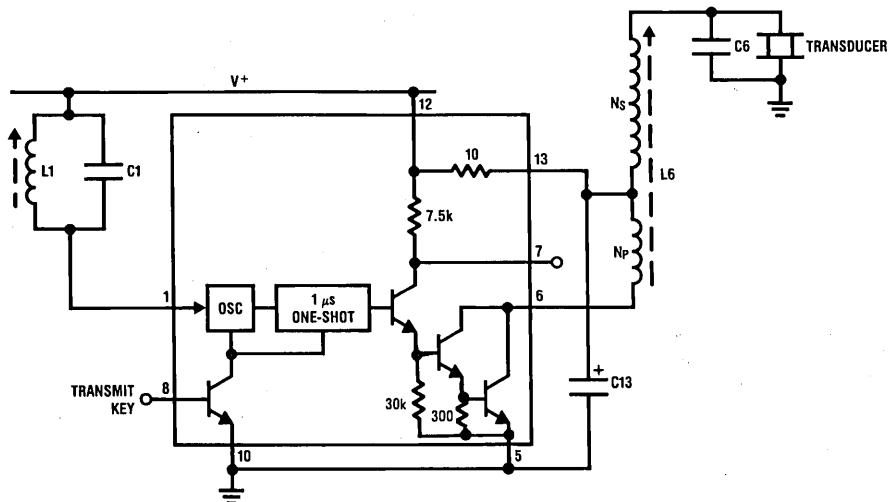 C6
TRANSDUCER
V+
12
NS
L1
C1
10
13
L6
7.5k
NP
7
1
OSC
1 μs
ONE-SHOT
6
TRANSMIT
KEY
8
30k
300
+
C13
10
5